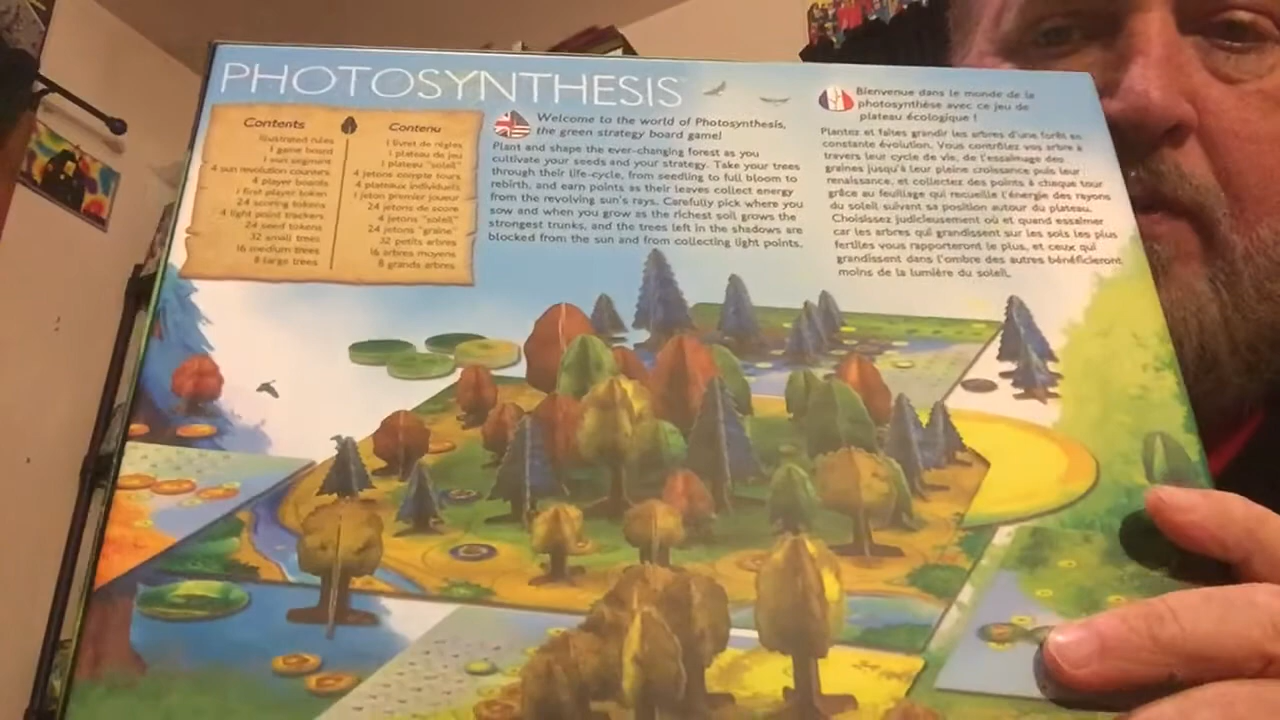 PHOTOSYNTHESIS
Contents
Illustrated rules
1 game board
1 sun segment
4 sun revolution counters
4 player boards
1 first player token
24 scoring tokens
4 light point trackers
24 seed tokens
32 small trees
16 medium trees
8 large trees
Contenu
1 livret de règles
1 plateau de jeu
1 plateau "soleil"
4 jetons compte tours
4 plateaux individuels
1 jeton premier joueur
24 jetons de score
4 jetons "soleil"
24 jetons "graine"
32 petits arbres
16 arbres moyens
8 grands arbres
Welcome to the world of Photosynthesis,
the green strategy board game!
Plant and shape the ever-changing forest as you
cultivate your seeds and your strategy. Take your trees
through their life-cycle, from seedling to full bloom to
rebirth, and earn points as their leaves collect energy
from the revolving sun's rays. Carefully pick where you
sow and when you grow as the richest soil grows the
strongest trunks, and the trees left in the shadows are
blocked from the sun and from collecting light points.
Bienvenue dans le monde de la
photosynthèse avec ce jeu de
plateau écologique !
Plantez et faites grandir les arbres d'une forêt en
constante évolution. Vous contrôlez vos arbre à
travers leur cycle de vie, de l'essaimage des
graines jusqu'à leur pleine croissance puis leur
renaissance, et collectez des points à chaque tour
grâce au feuillage qui recueille l'énergie des rayons
du soleil suivant sa position autour du plateau.
Choisissez judicieusement où et quand essaimer
car les arbres qui grandissent sur les sols les plus
fertiles vous rapporteront le plus, et ceux qui
grandissent dans l'ombre des autres bénéficieront
moins de la lumière du soleil.